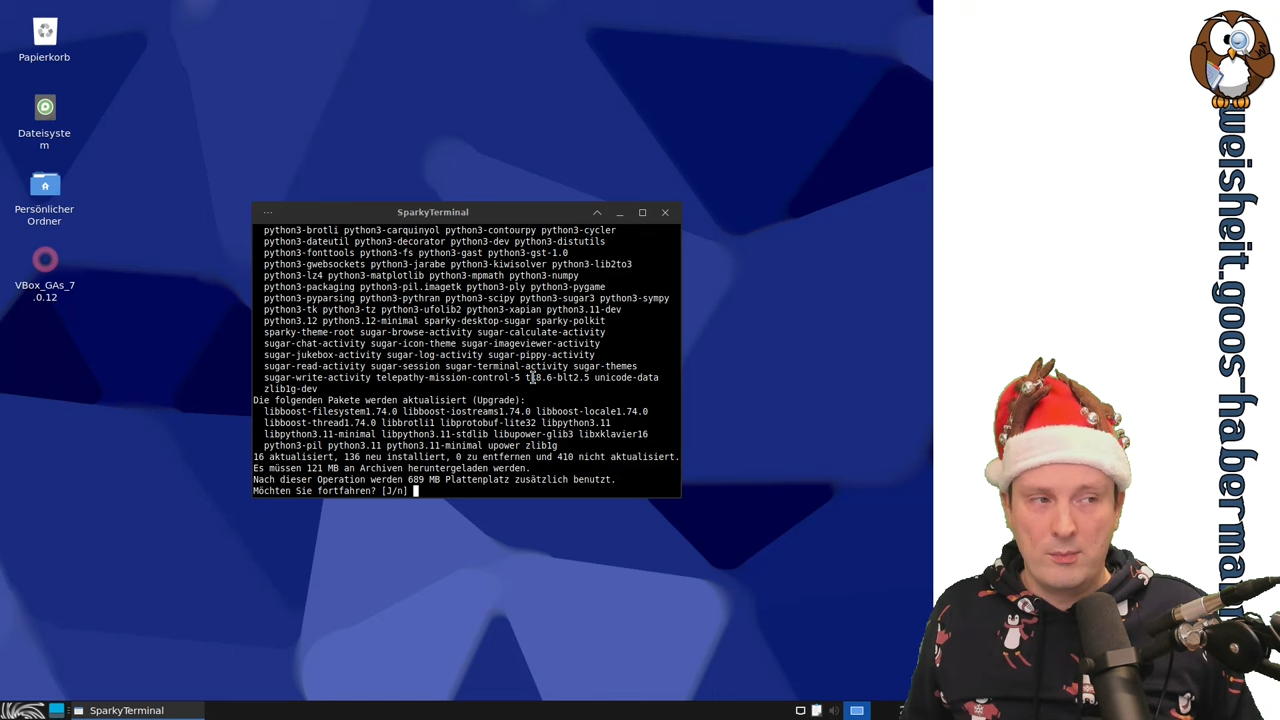 Papierkorb
Dateisyste
m
Persönlicher
Ordner
VBox_GAs_7
.0.12
SparkyTerminal
python3-brotli python3-carquinyol python3-contourpy python3-cycler
python3-dateutil python3-decorator python3-dev python3-distutils
python3-fonttools python3-fs python3-gast python3-gst-1.0
python3-gwebsockets python3-jarabe python3-kiwisolver python3-lib2to3
python3-lz4 python3-matplotlib python3-mpmath python3-numpy
python3-packaging python3-pil.imagetk python3-ply python3-pygame
python3-pyparsing python3-pythran python3-scipy python3-sugar3 python3-sympy
python3-tk python3-tz python3-ufolib2 python3-xapian python3.11-dev
python3.12 python3.12-minimal sparky-desktop-sugar sparky-polkit
sparky-theme-root sugar-browse-activity sugar-calculate-activity
sugar-chat-activity sugar-icon-theme sugar-imageviewer-activity
sugar-jukebox-activity sugar-log-activity sugar-pippy-activity
sugar-read-activity sugar-session sugar-terminal-activity sugar-themes
sugar-write-activity telepathy-mission-control-5 tk8.6-blt2.5 unicode-data
zlib1g-dev
Die folgenden Pakete werden aktualisiert (Upgrade):
libboost-filesystem1.74.0 libboost-iostreams1.74.0 libboost-locale1.74.0
libboost-thread1.74.0 libbrotli1 libprotobuf-lite32 libpython3.11
libpython3.11-minimal libpython3.11-stdlib libupower-glib3 libxklavier16
python3-pil python3.11 python3.11-minimal upower zlib1g
16 aktualisiert, 136 neu installiert, 0 zu entfernen und 410 nicht aktualisiert.
Es müssen 121 MB an Archiven heruntergeladen werden.
Nach dieser Operation werden 689 MB Plattenplatz zusätzlich benutzt.
Möchten Sie fortfahren? [J/n]
SparkyTerminal
weisheit.goos-haberma